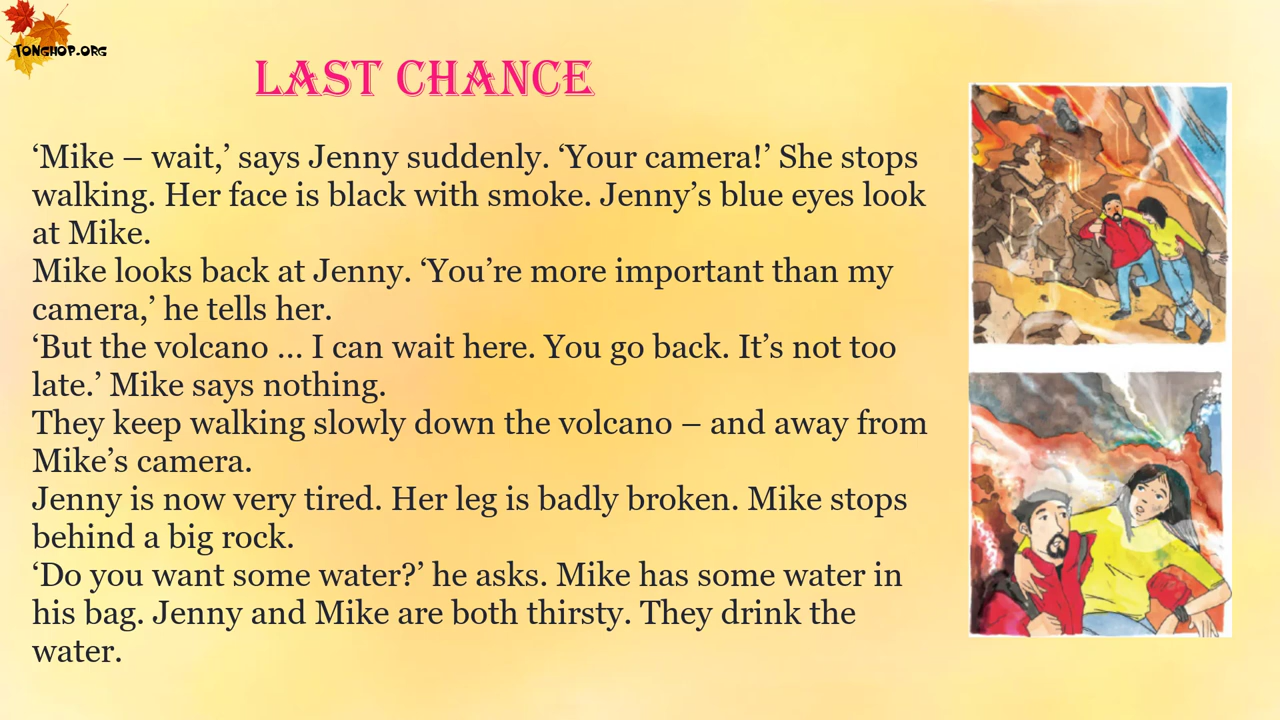 TONGHOP.ORG
LAST CHANCE
‘Mike – wait,’ says Jenny suddenly. ‘Your camera!’ She stops
walking. Her face is black with smoke. Jenny’s blue eyes look
at Mike.
Mike looks back at Jenny. ‘You’re more important than my
camera,’ he tells her.
‘But the volcano ... I can wait here. You go back. It’s not too
late.’ Mike says nothing.
They keep walking slowly down the volcano – and away from
Mike’s camera.
Jenny is now very tired. Her leg is badly broken. Mike stops
behind a big rock.
‘Do you want some water?’ he asks. Mike has some water in
his bag. Jenny and Mike are both thirsty. They drink the
water.